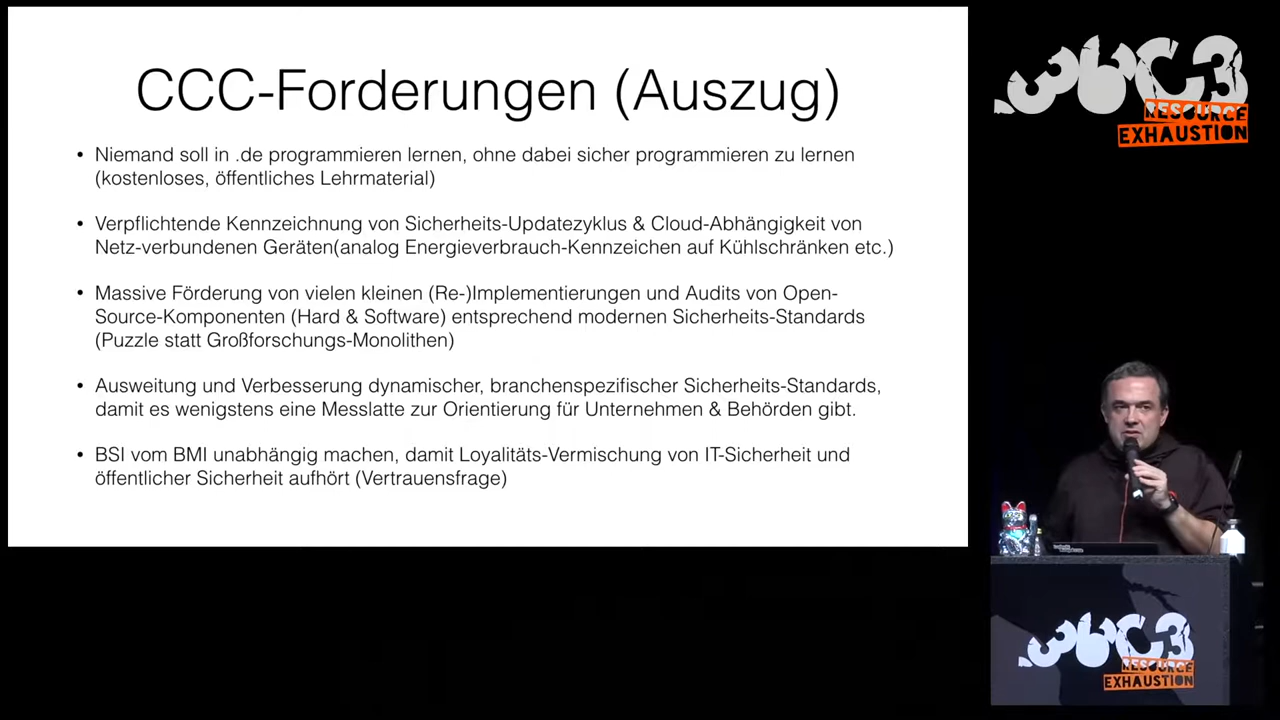 CCC-Forderungen (Auszug)
• Niemand soll in .de programmieren lernen, ohne dabei sicher programmieren zu lernen
(kostenloses, öffentliches Lehrmaterial)
• Verpflichtende Kennzeichnung von Sicherheits-Updatezyklus & Cloud-Abhängigkeit von
Netz-verbundenen Geräten(analog Energieverbrauch-Kennzeichen auf Kühlschränken etc.)
• Massive Förderung von vielen kleinen (Re-)Implementierungen und Audits von Open-
Source-Komponenten (Hard & Software) entsprechend modernen Sicherheits-Standards
(Puzzle statt Großforschungs-Monolithen)
• Ausweitung und Verbesserung dynamischer, branchenspezifischer Sicherheits-Standards,
damit es wenigstens eine Messlatte zur Orientierung für Unternehmen & Behörden gibt.
• BSI vom BMI unabhängig machen, damit Loyalitäts-Vermischung von IT-Sicherheit und
öffentlicher Sicherheit aufhört (Vertrauensfrage)
36C3
RESOURCE
EXHAUSTION
36C3
RESOURCE
EXHAUSTION